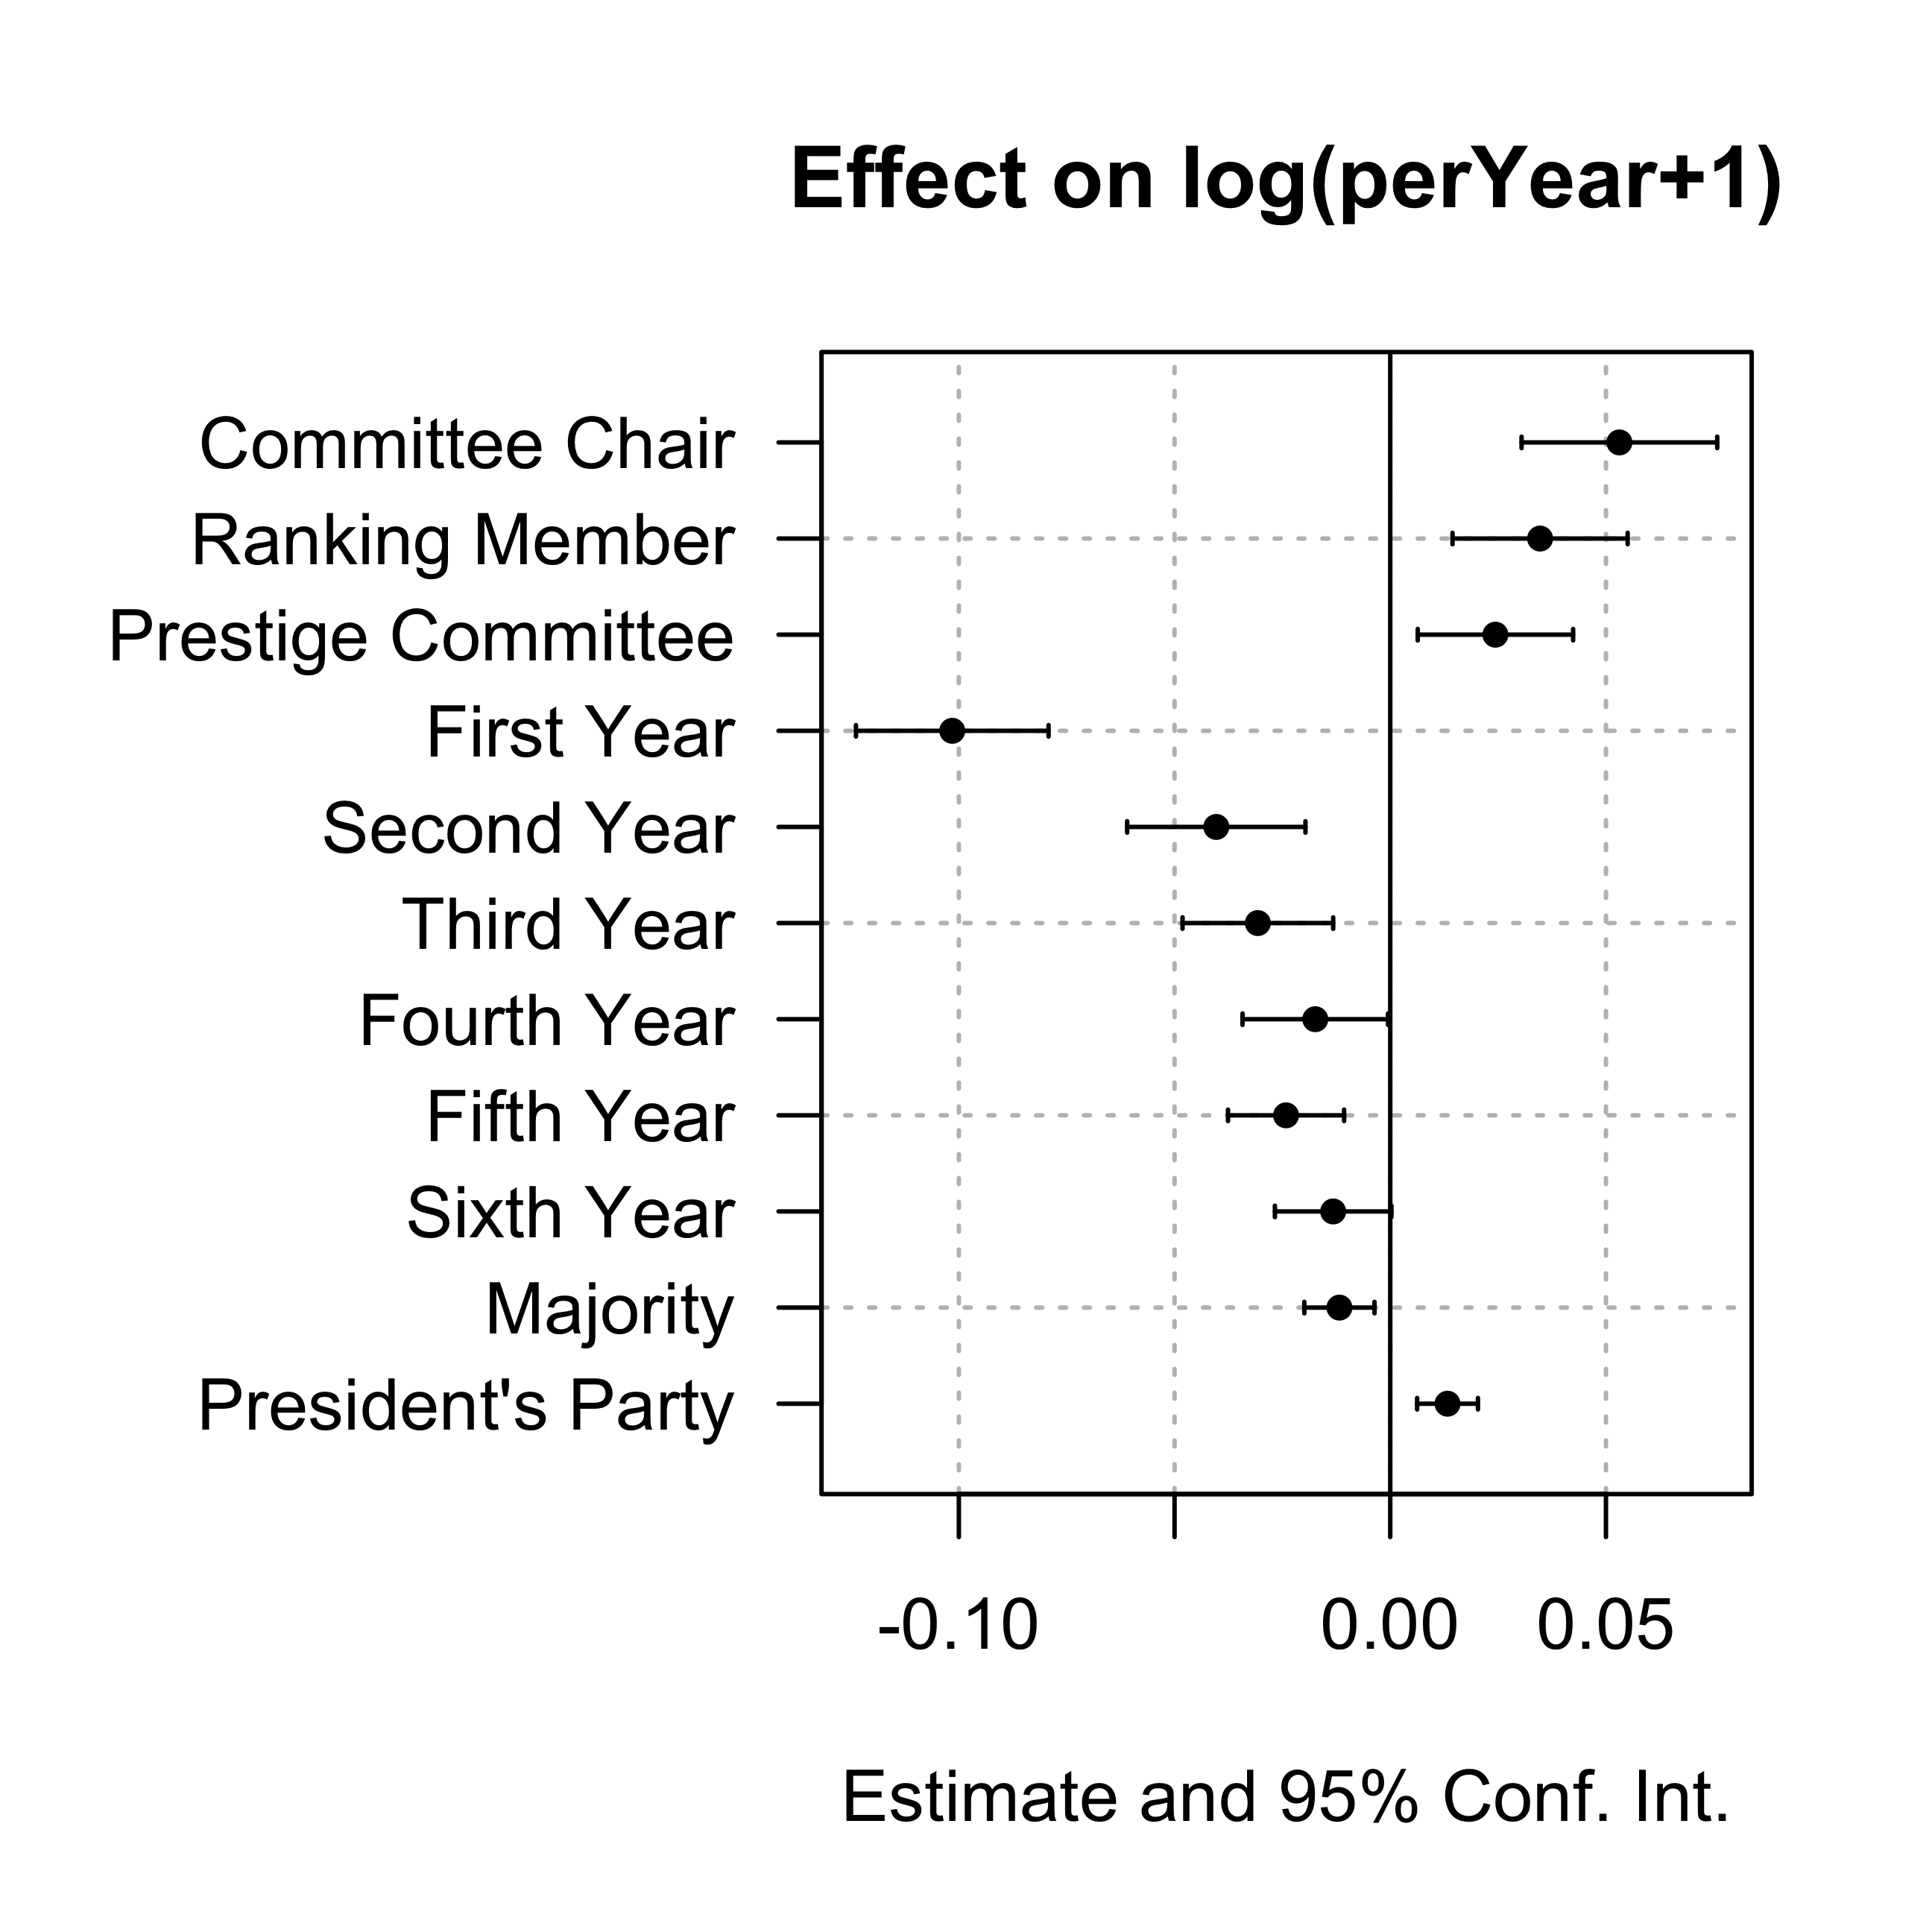 Effect on log(perYear+1)
Committee Chair
Ranking Member
Prestige Committee
First Year
Second Year
Third Year
Fourth Year
Fifth Year
Sixth Year
Majority
President's Party
-0.10 0.00 0.05
Estimate and 95% Conf. Int.